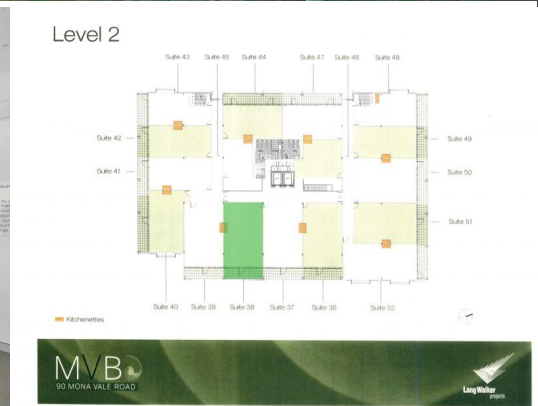 Level 2
Suite 43
Suite 45
Suite 44
Suite 47
Suite 46
Suite 48
Suite 42
Suite 49
Suite 41
Suite 50
Suite 51
Suite 40
Suite 39
Suite 38
Suite 37
Suite 36
Suite 52
Kitchenettes
MVB
90 MONA VALE ROAD
Lang Walker
projects